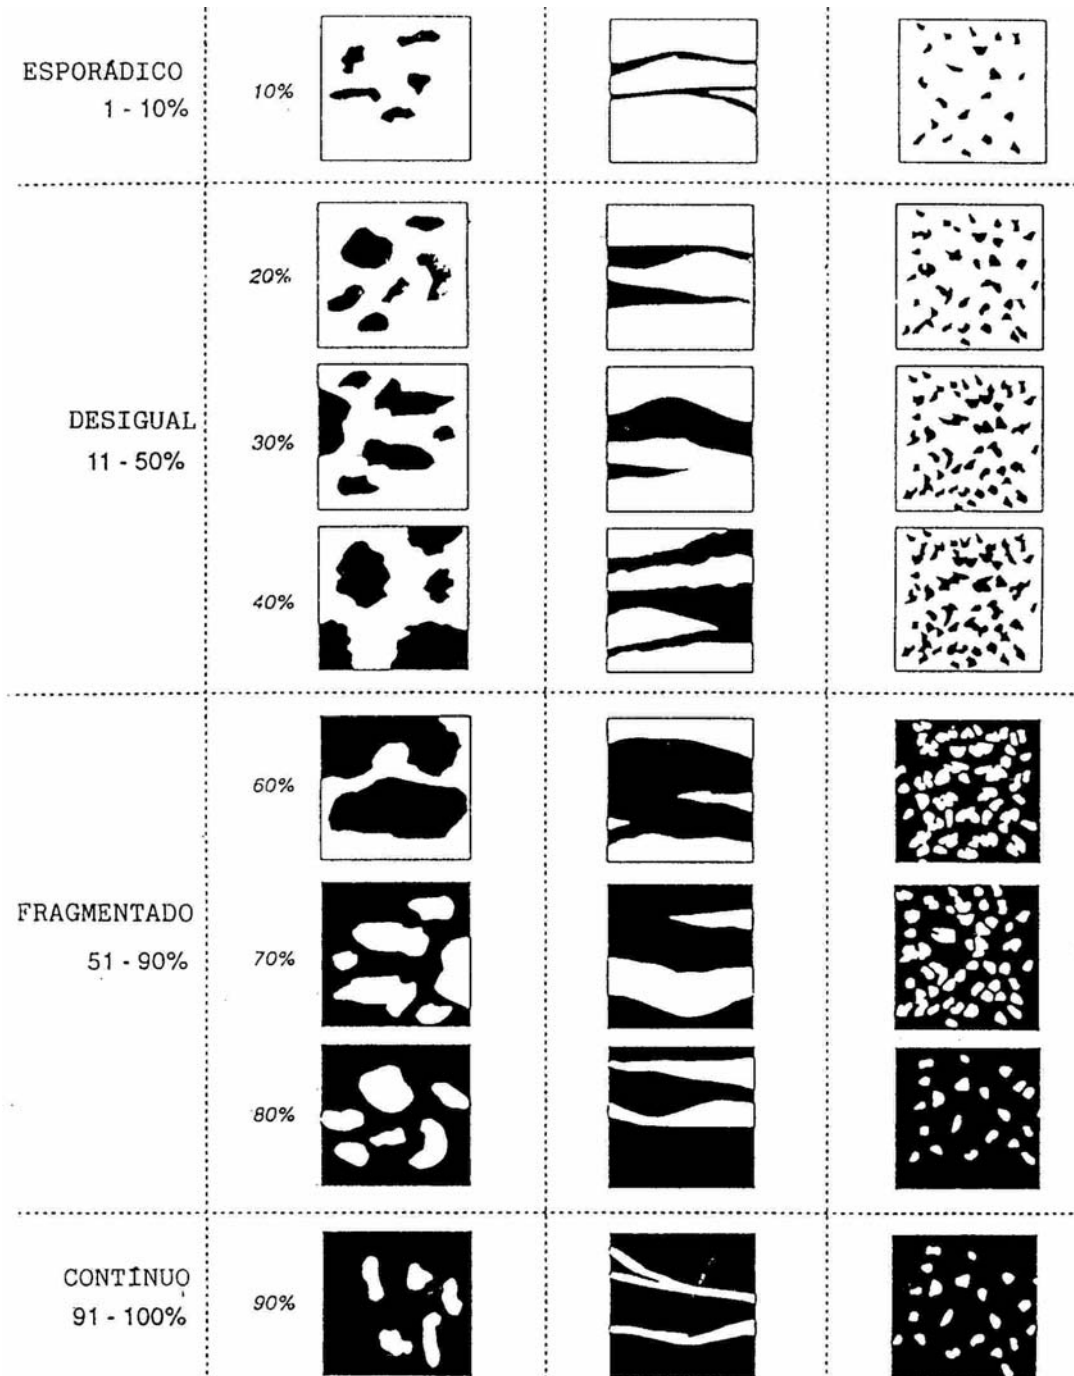 ESPORÁDICO
1 - 10%
10%
20%
DESIGUAL
11 - 50%
30%
40%
60%
FRAGMENTADO
51 - 90%
70%
80%
CONTÍNUO
91 - 100%
90%